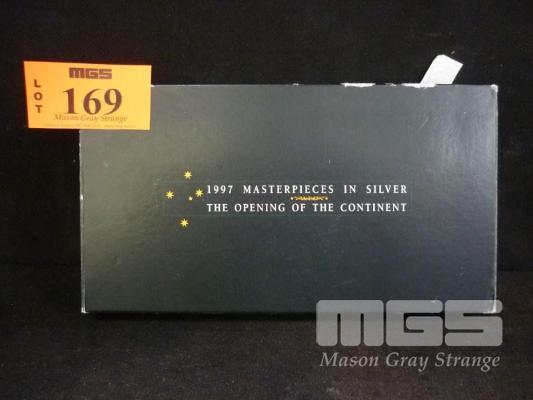 MGS
LOT
169
Mason Gray Strange
1997 MASTERPIECES IN SILVER
THE OPENING OF THE CONTINENT
MGS
Mason Gray Strange